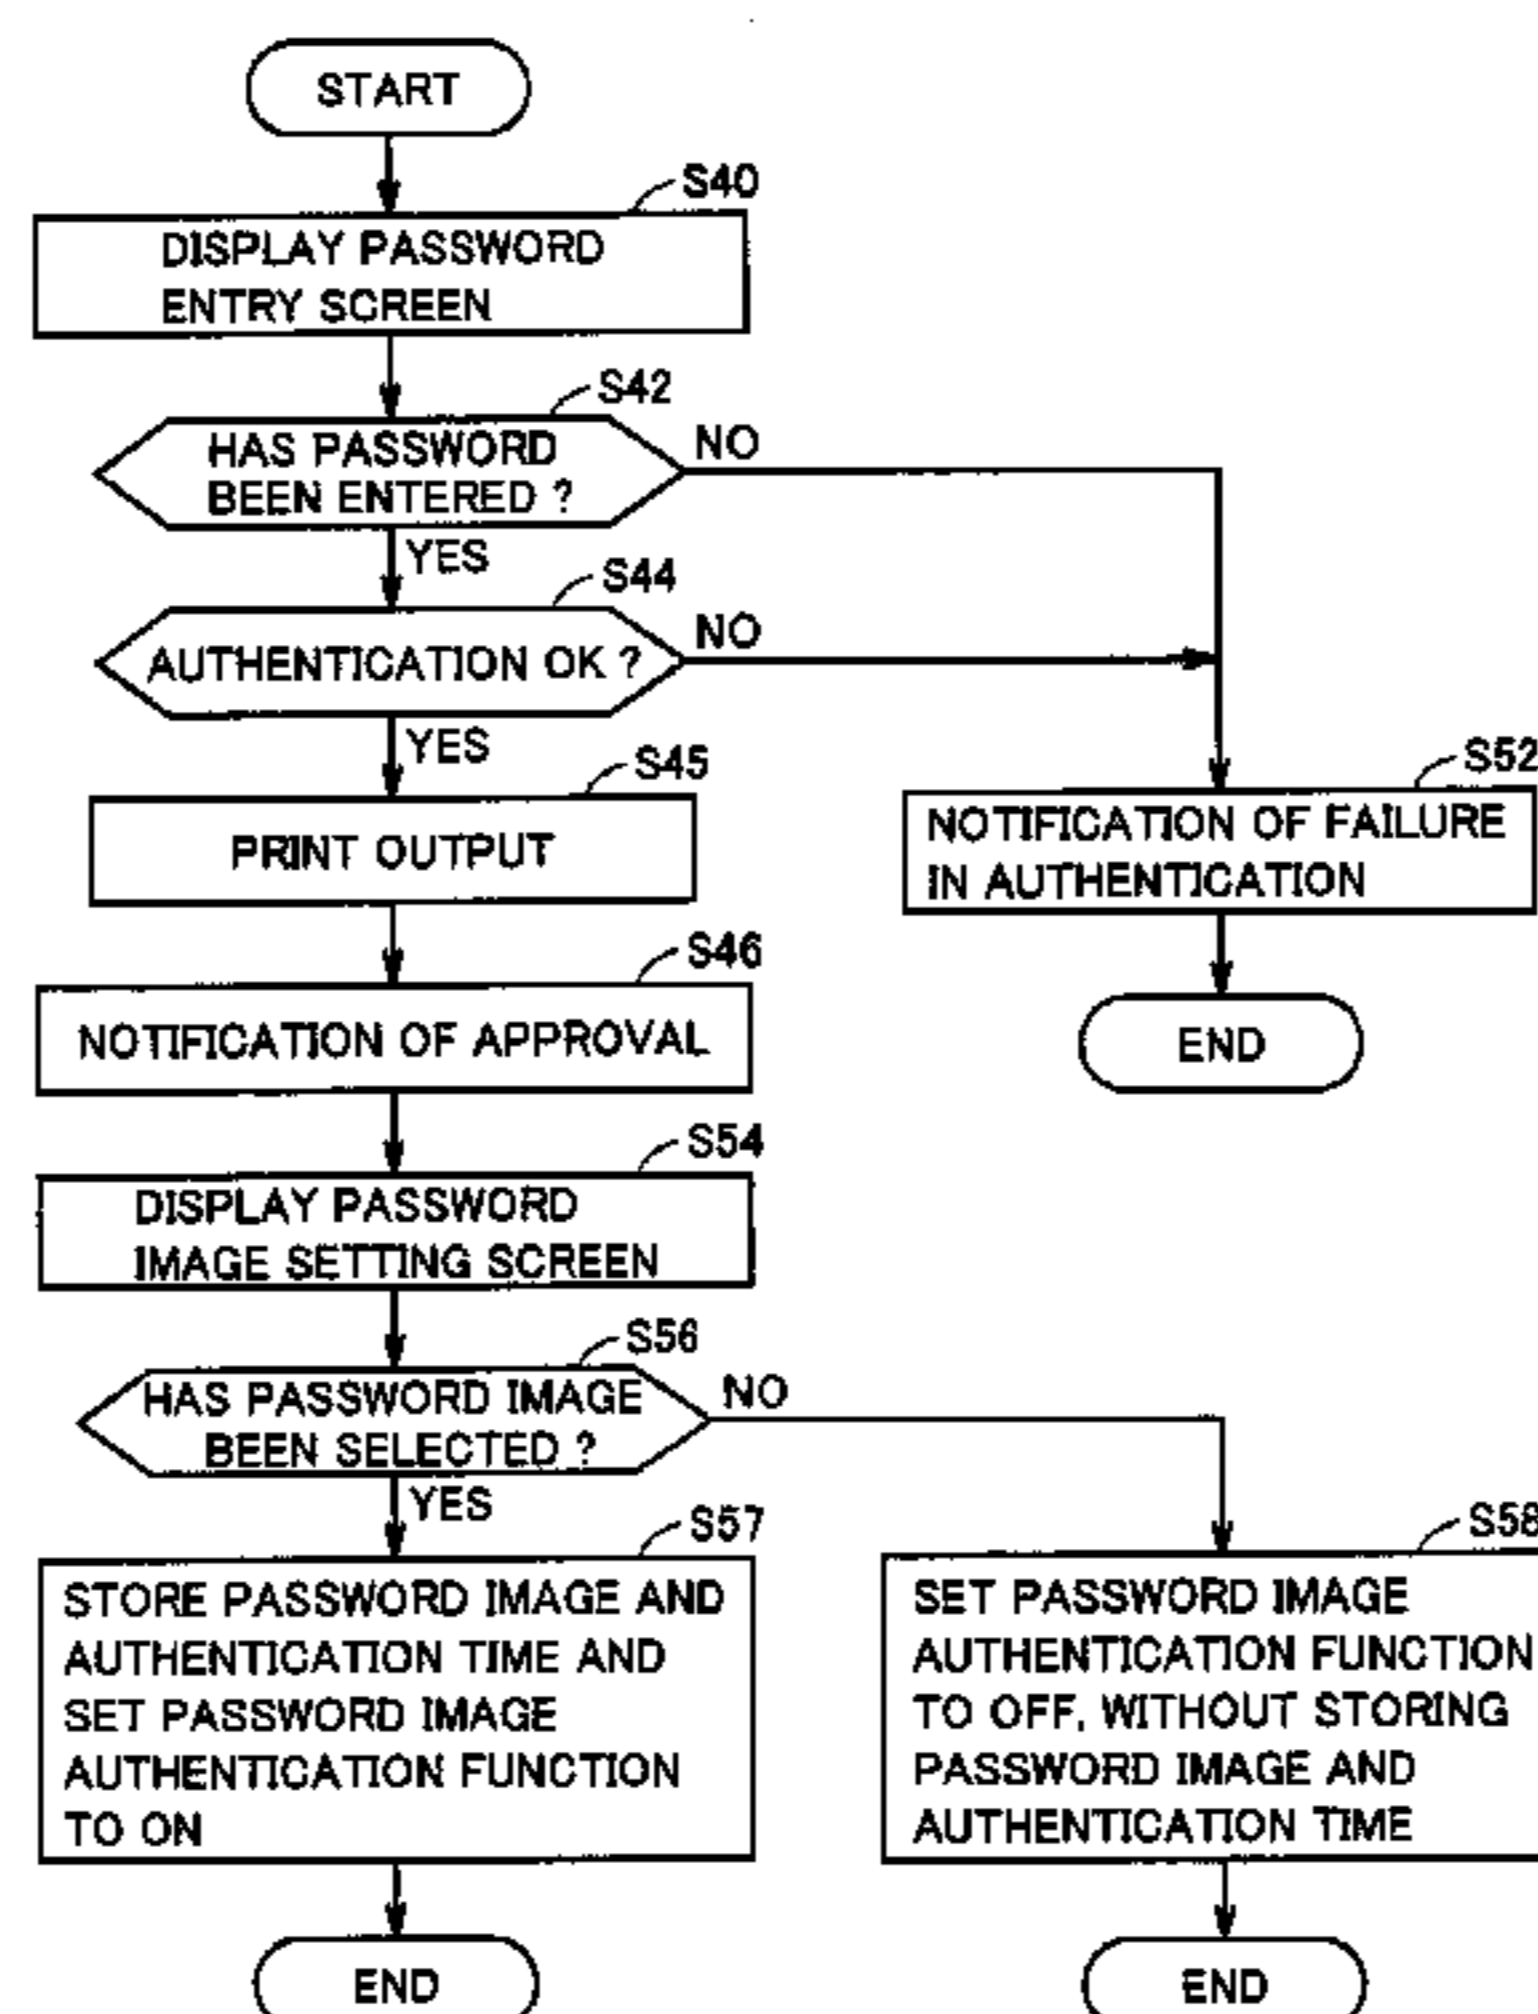 START
S40
DISPLAY PASSWORD
ENTRY SCREEN
S42
HAS PASSWORD
BEEN ENTERED ?
NO
YES
S44
AUTHENTICATION OK ?
NO
YES
S45
PRINT OUTPUT
S52
NOTIFICATION OF FAILURE
IN AUTHENTICATION
S46
NOTIFICATION OF APPROVAL
END
S54
DISPLAY PASSWORD
IMAGE SETTING SCREEN
S56
HAS PASSWORD IMAGE
BEEN SELECTED ?
NO
YES
S57
STORE PASSWORD IMAGE AND
AUTHENTICATION TIME AND
SET PASSWORD IMAGE
AUTHENTICATION FUNCTION
TO ON
S58
SET PASSWORD IMAGE
AUTHENTICATION FUNCTION
TO OFF, WITHOUT STORING
PASSWORD IMAGE AND
AUTHENTICATION TIME
END
END